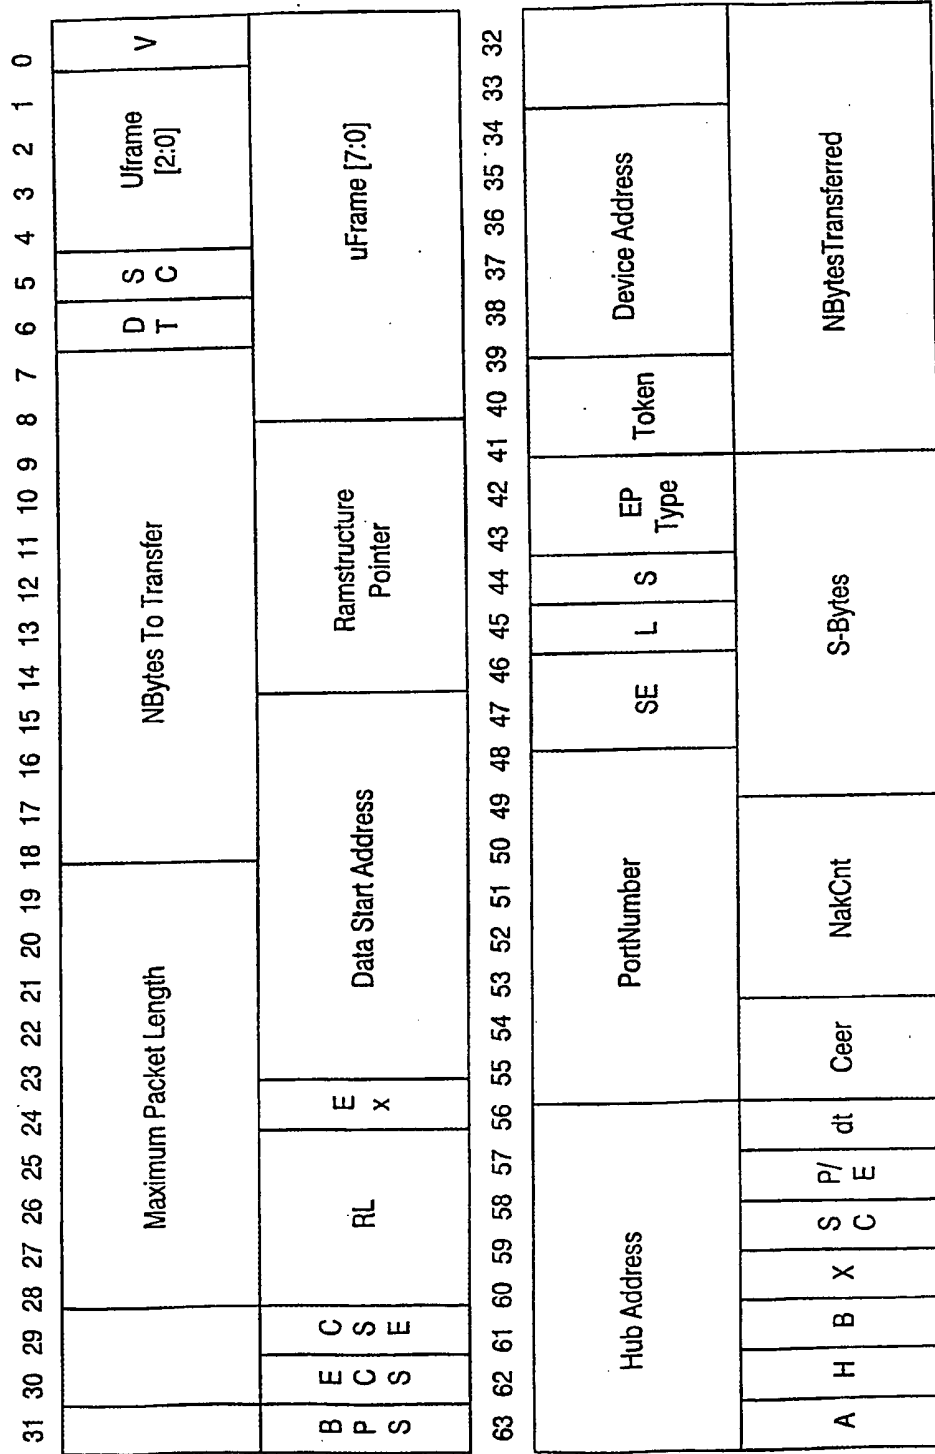 31 30 29 28 27 26 25 24 23 22 21 20 19 18 17 16 15 14 13 12 11 10 9 8 7 6 5 4 3 2 1 0
Maximum Packet Length
NBytes To Transfer
D
T
S
C
Uframe
[2:0]
V
B
P
S
E
C
S
C
S
E
RL
E
X
Data Start Address
Ramstructure
Pointer
uFrame [7:0]
63 62 61 60 59 58 57 56 55 54 53 52 51 50 49 48 47 46 45 44 43 42 41 40 39 38 37 36 35 34 33 32
Hub Address
PortNumber
SE
L
S
EP
Type
Token
Device Address
A
H
B
X
S
C
P/
E
dt
Ceer
NakCnt
S-Bytes
NBytesTransferred